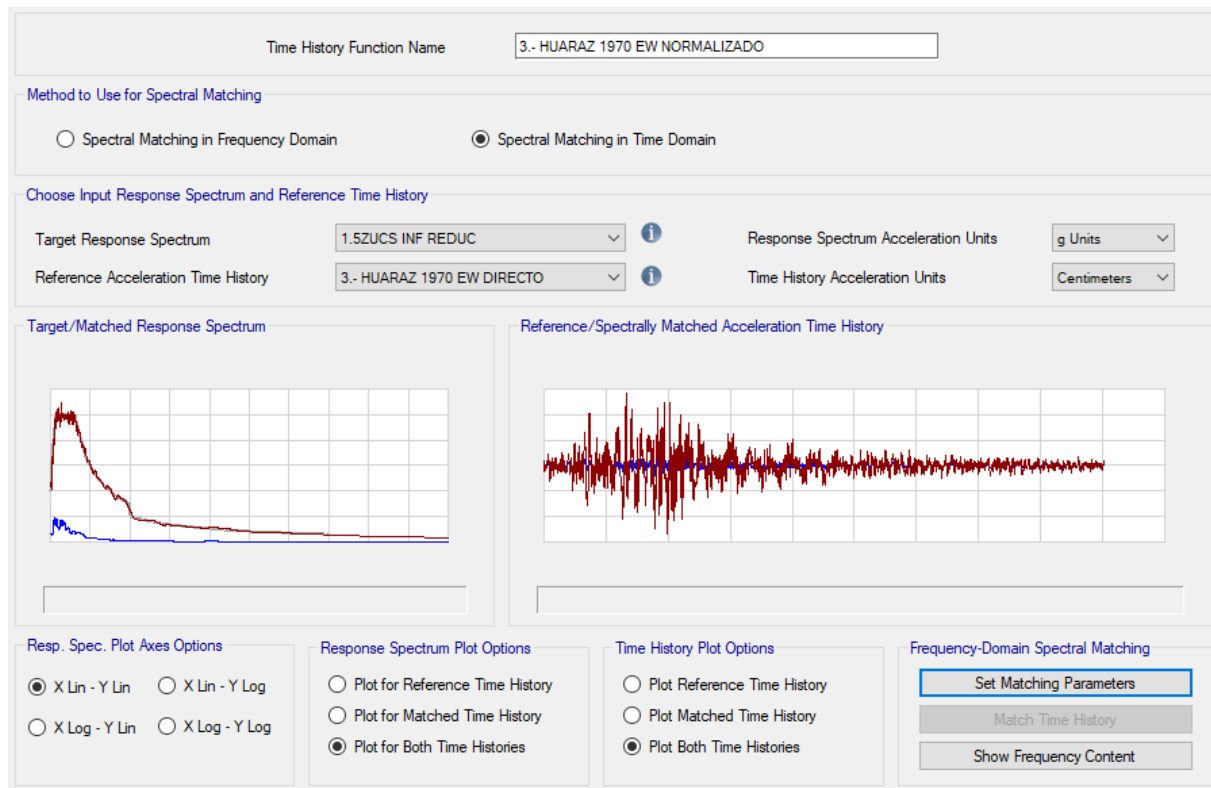 Time History Function Name 3.- HUARAZ 1970 EW NORMALIZADO
Method to Use for Spectral Matching
Spectral Matching in Frequency Domain Spectral Matching in Time Domain
Choose Input Response Spectrum and Reference Time History
Target Response Spectrum 1.5ZUCS INF REDUC Response Spectrum Acceleration Units g Units
Reference Acceleration Time History 3.- HUARAZ 1970 EW DIRECTO Time History Acceleration Units Centimeters
Target/Matched Response Spectrum Reference/Spectrally Matched Acceleration Time History
Resp. Spec. Plot Axes Options
X Lin - Y Lin X Lin - Y Log
X Log - Y Lin X Log - Y Log
Response Spectrum Plot Options
Plot for Reference Time History
Plot for Matched Time History
Plot for Both Time Histories
Time History Plot Options
Plot Reference Time History
Plot Matched Time History
Plot Both Time Histories
Frequency-Domain Spectral Matching
Set Matching Parameters
Match Time History
Show Frequency Content